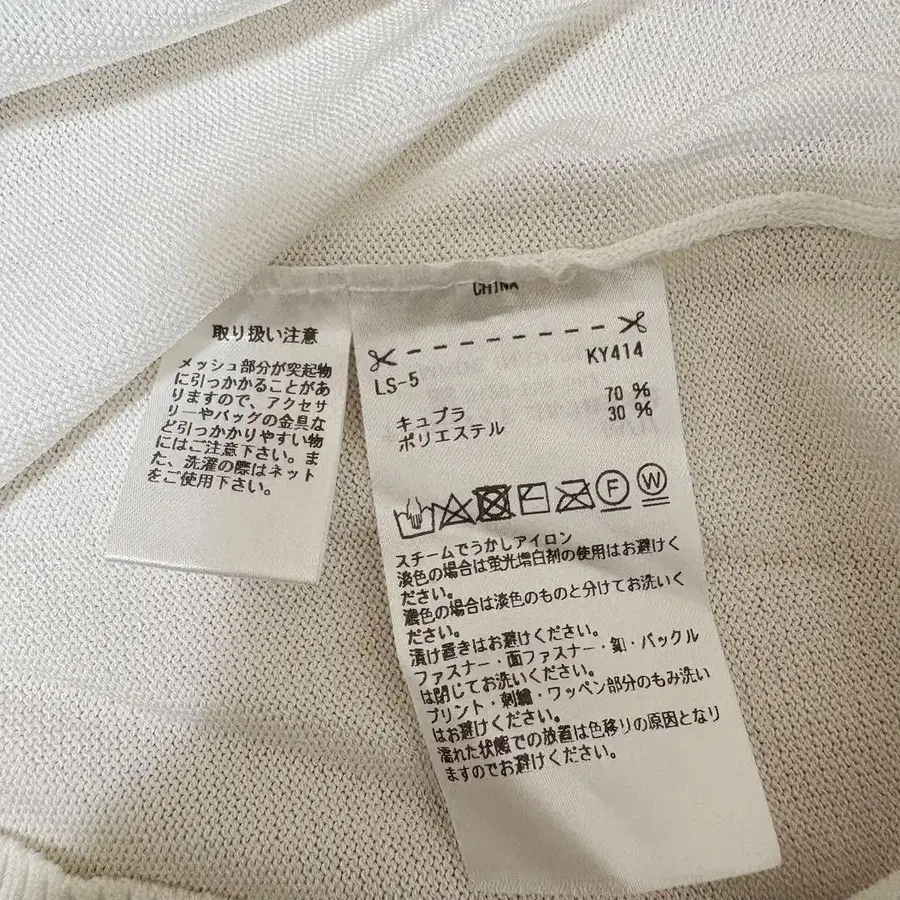 取り扱い注意
メッシュ部分が突起物
に引っかかることがあ
りますので、アクセサ
リーやバッグの金具な
ど引っかかりやすい物
にはご注意下さい。ま
た、洗濯の際はネット
をご使用下さい。
CHINA
LS-5 KY414
キュプラ 70 %
ポリエステル 30 %
F W
スチームでうかしアイロン
淡色の場合は蛍光増白剤の使用はお避けく
ださい。
濃色の場合は淡色のものと分けてお洗いく
ださい。
漬け置きはお避けください。
ファスナー・面ファスナー・釦・バックル
は閉じてお洗いください。
プリント・刺繍・ワッペン部分のもみ洗い
はお避けください。
濡れた状態での放置は色移りの原因となり
ますのでお避けください。